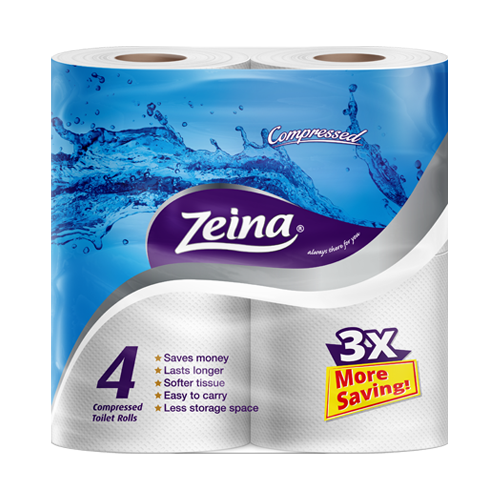 Compressed
Zeina®
Always there for you
4
Compressed
Toilet Rolls
★ Saves money
★ Lasts longer
★ Softer tissue
★ Easy to carry
★ Less storage space
3X
More
Saving!